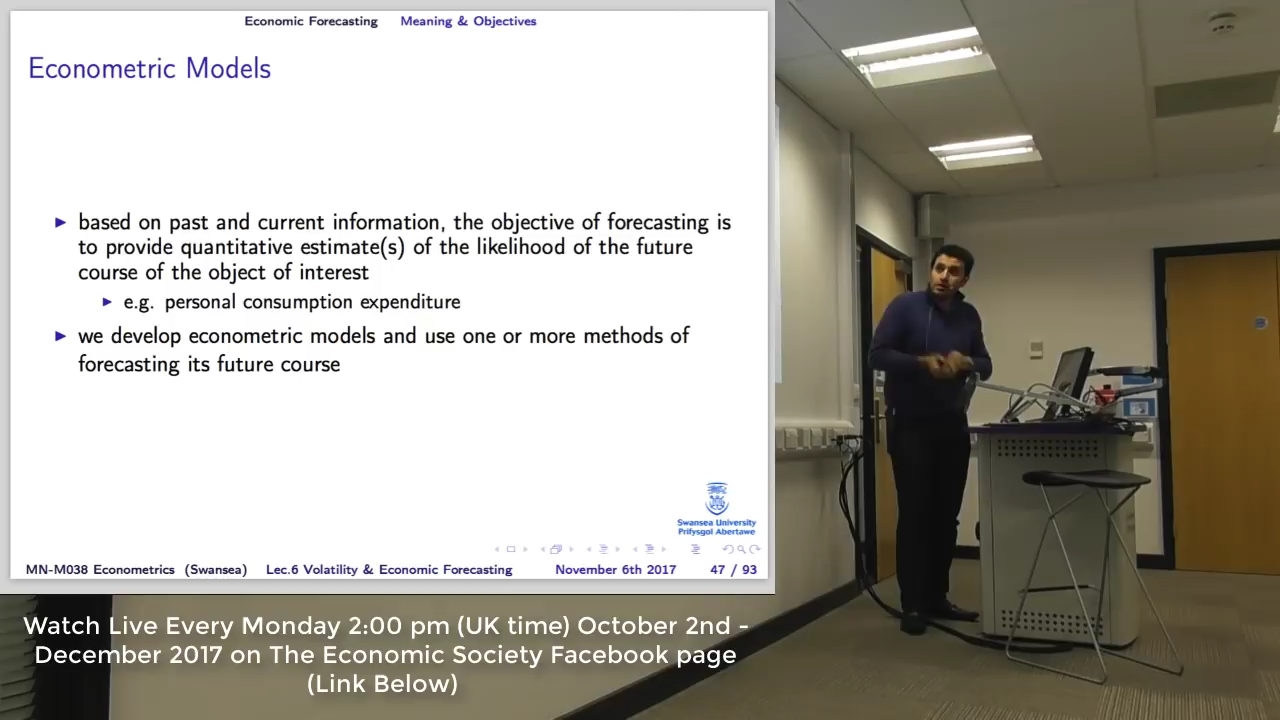 Economic Forecasting Meaning & Objectives
Econometric Models
based on past and current information, the objective of forecasting is
to provide quantitative estimate(s) of the likelihood of the future
course of the object of interest
e.g. personal consumption expenditure
we develop econometric models and use one or more methods of
forecasting its future course
Swansea University
Prifysgol Abertawe
MN-M038 Econometrics (Swansea) Lec.6 Volatility & Economic Forecasting November 6th 2017 47 / 93
Watch Live Every Monday 2:00 pm (UK time) October 2nd -
December 2017 on The Economic Society Facebook page
(Link Below)